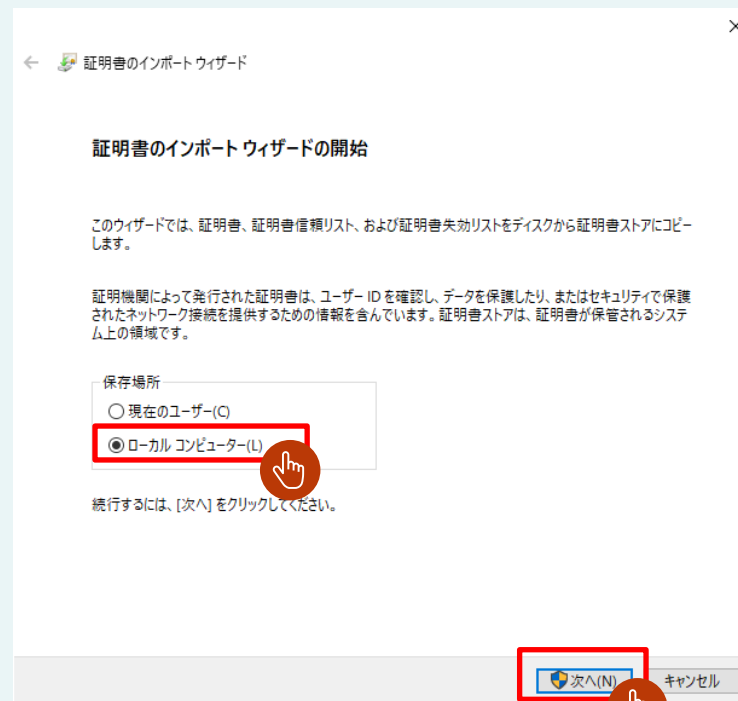 証明書のインポート ウィザード
証明書のインポート ウィザードの開始
このウィザードでは、証明書、証明書信頼リスト、および証明書失効リストをディスクから証明書ストアにコピー
します。
証明機関によって発行された証明書は、ユーザー ID を確認し、データを保護したり、またはセキュリティで保護
されたネットワーク接続を提供するための情報を含んでいます。証明書ストアは、証明書が保管されるシステ
ム上の領域です。
保存場所
現在のユーザー(C)
ローカル コンピューター(L)
続行するには、[次へ] をクリックしてください。
次へ(N)
キャンセル